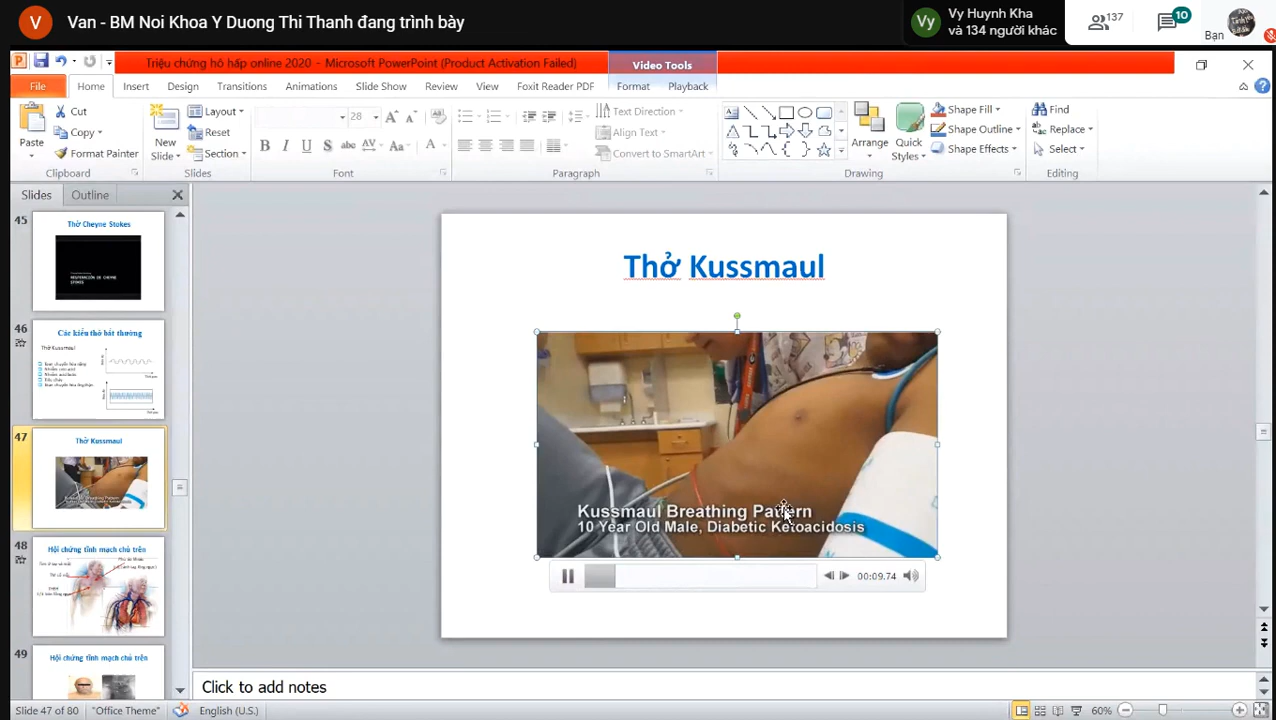 Van - BM Noi Khoa Y Duong Thi Thanh đang trình bày
Vy
Vy Huynh Kha
và 134 người khác
137
10
Bạn
Triệu chứng hô hấp online 2020 - Microsoft PowerPoint (Product Activation Failed)
Video Tools
File
Home
Insert
Design
Transitions
Animations
Slide Show
Review
View
Foxit Reader PDF
Format
Playback
Paste
Cut
Copy
Format Painter
Clipboard
New
Slide
Layout
Reset
Section
Slides
28
Font
Text Direction
Align Text
Convert to SmartArt
Paragraph
Arrange
Quick
Styles
Shape Fill
Shape Outline
Shape Effects
Drawing
Find
Replace
Select
Editing
Slides
Outline
45
Thở Cheyne Stokes
46
Các kiểu thở bất thường
Thở Kussmaul
47
Thở Kussmaul
48
Hội chứng tĩnh mạch chủ trên
49
Hội chứng tĩnh mạch chủ trên
Thở Kussmaul
Kussmaul Breathing Pattern
10 Year Old Male, Diabetic Ketoacidosis
00:09.74
Click to add notes
Slide 47 of 80
"Office Theme"
English (U.S.)
60%